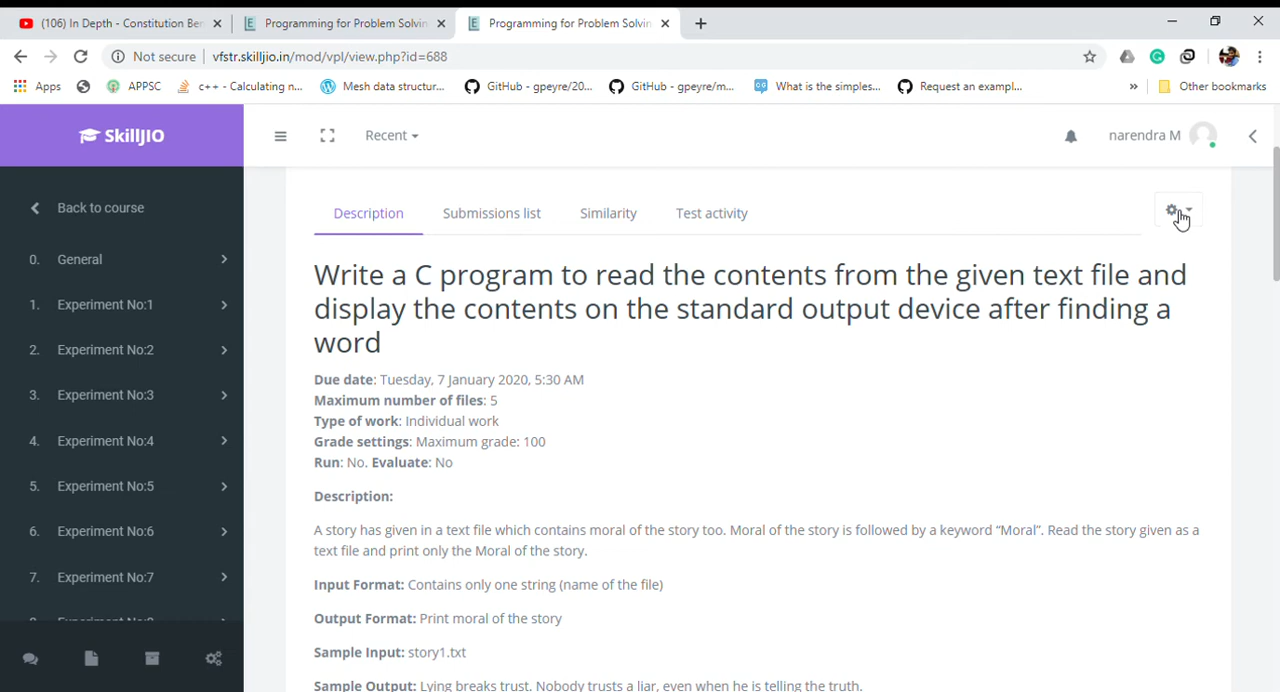 (106) In Depth - Constitution Ben
Programming for Problem Solvin
Programming for Problem Solvin
Not secure
vfstr.skilljio.in/mod/vpl/view.php?id=688
Apps
APPSC
c++ - Calculating n...
Mesh data structur...
GitHub - gpeyre/20...
GitHub - gpeyre/m...
What is the simples...
Request an exampl...
»
Other bookmarks
SkillJIO
Recent
narendra M
Back to course
0. General
1. Experiment No:1
2. Experiment No:2
3. Experiment No:3
4. Experiment No:4
5. Experiment No:5
6. Experiment No:6
7. Experiment No:7
Description Submissions list Similarity Test activity
Write a C program to read the contents from the given text file and
display the contents on the standard output device after finding a
word
Due date: Tuesday, 7 January 2020, 5:30 AM
Maximum number of files: 5
Type of work: Individual work
Grade settings: Maximum grade: 100
Run: No. Evaluate: No
Description:
A story has given in a text file which contains moral of the story too. Moral of the story is followed by a keyword “Moral”. Read the story given as a
text file and print only the Moral of the story.
Input Format: Contains only one string (name of the file)
Output Format: Print moral of the story
Sample Input: story1.txt
Sample Output: Lying breaks trust. Nobody trusts a liar, even when he is telling the truth.